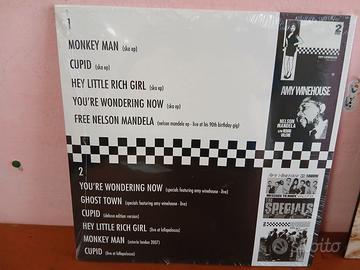 1
MONKEY MAN (ska ep)
CUPID (ska ep)
HEY LITTLE RICH GIRL (ska ep)
YOU'RE WONDERING NOW (ska ep)
FREE NELSON MANDELA (nelson mandela ep - live at his 90th birthday gig)
AMY WINEHOUSE
NELSON
MANDELA
2
YOU'RE WONDERING NOW (specials featuring amy winehouse - live)
GHOST TOWN (specials featuring amy winehouse - live)
CUPID (deluxe edition version)
HEY LITTLE RICH GIRL (live at lollapalooza)
MONKEY MAN (astoria london 2007)
CUPID (live at lollapalooza)
THE
SPECIALS
subito